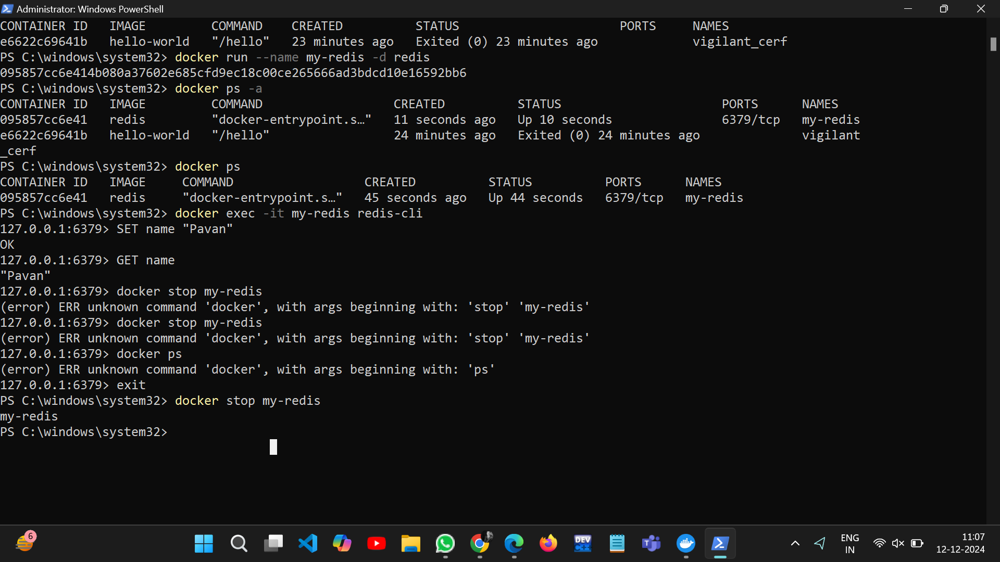 Administrator: Windows PowerShell
CONTAINER ID   IMAGE         COMMAND    CREATED          STATUS                      PORTS     NAMES
e6622c69641b   hello-world   "/hello"   23 minutes ago   Exited (0) 23 minutes ago             vigilant_cerf
PS C:\windows\system32> docker run --name my-redis -d redis
095857cc6e414b080a37602e685cfd9ec18c00ce265666ad3bdcd10e16592bb6
PS C:\windows\system32> docker ps -a
CONTAINER ID   IMAGE         COMMAND                  CREATED          STATUS                      PORTS      NAMES
095857cc6e41   redis         "docker-entrypoint.s…"   11 seconds ago   Up 10 seconds               6379/tcp   my-redis
e6622c69641b   hello-world   "/hello"                 24 minutes ago   Exited (0) 24 minutes ago              vigilant
_cerf
PS C:\windows\system32> docker ps
CONTAINER ID   IMAGE     COMMAND                  CREATED          STATUS          PORTS      NAMES
095857cc6e41   redis     "docker-entrypoint.s…"   45 seconds ago   Up 44 seconds   6379/tcp   my-redis
PS C:\windows\system32> docker exec -it my-redis redis-cli
127.0.0.1:6379> SET name "Pavan"
OK
127.0.0.1:6379> GET name
"Pavan"
127.0.0.1:6379> docker stop my-redis
(error) ERR unknown command 'docker', with args beginning with: 'stop' 'my-redis'
127.0.0.1:6379> docker stop my-redis
(error) ERR unknown command 'docker', with args beginning with: 'stop' 'my-redis'
127.0.0.1:6379> docker ps
(error) ERR unknown command 'docker', with args beginning with: 'ps'
127.0.0.1:6379> exit
PS C:\windows\system32> docker stop my-redis
my-redis
PS C:\windows\system32>
6
DEV
C++
T
ENG
IN
11:07
12-12-2024